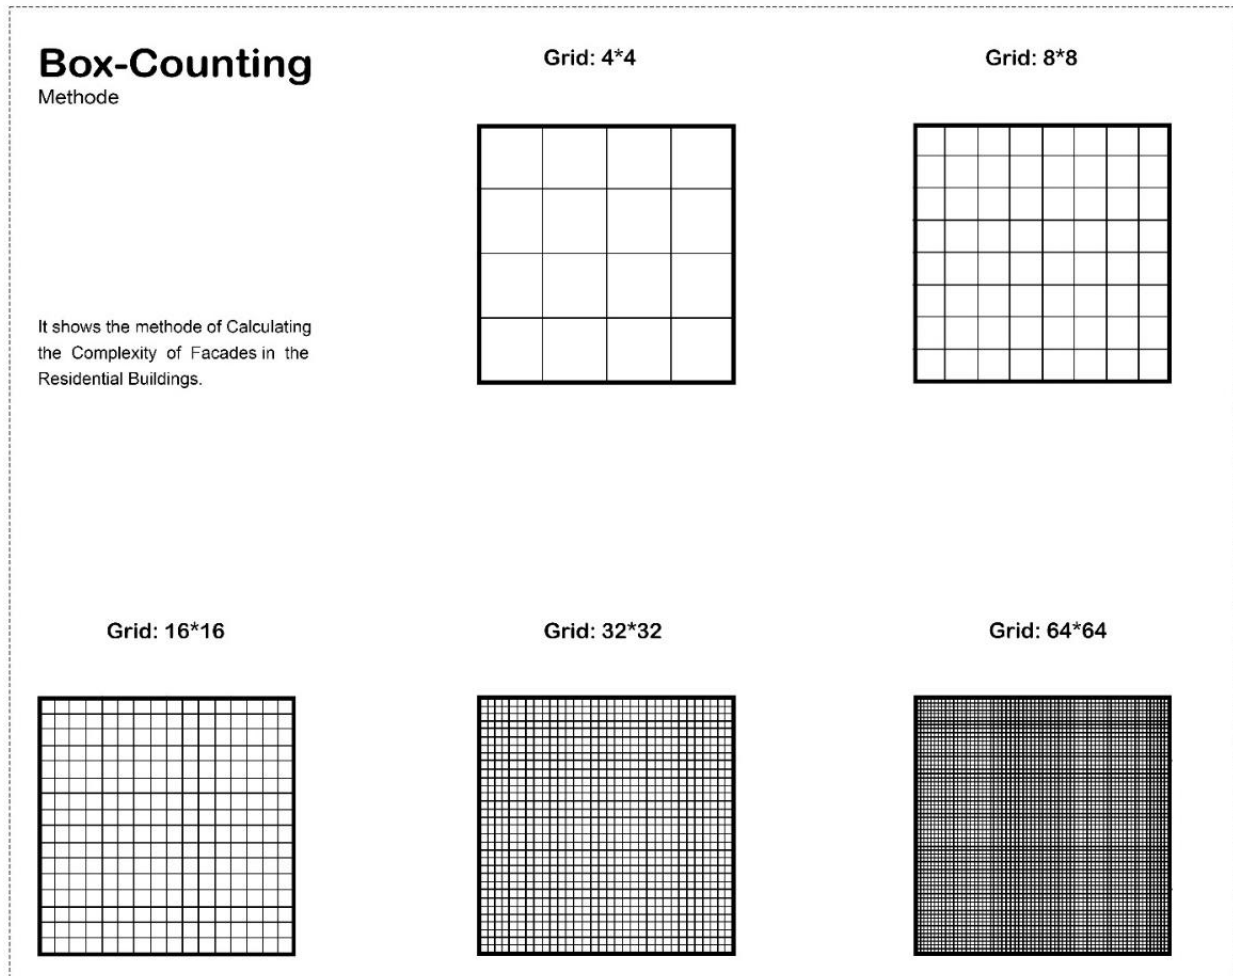 Box-Counting
Methode
Grid: 4*4
Grid: 8*8
It shows the methode of Calculating
the Complexity of Facades in the
Residential Buildings.
Grid: 16*16
Grid: 32*32
Grid: 64*64